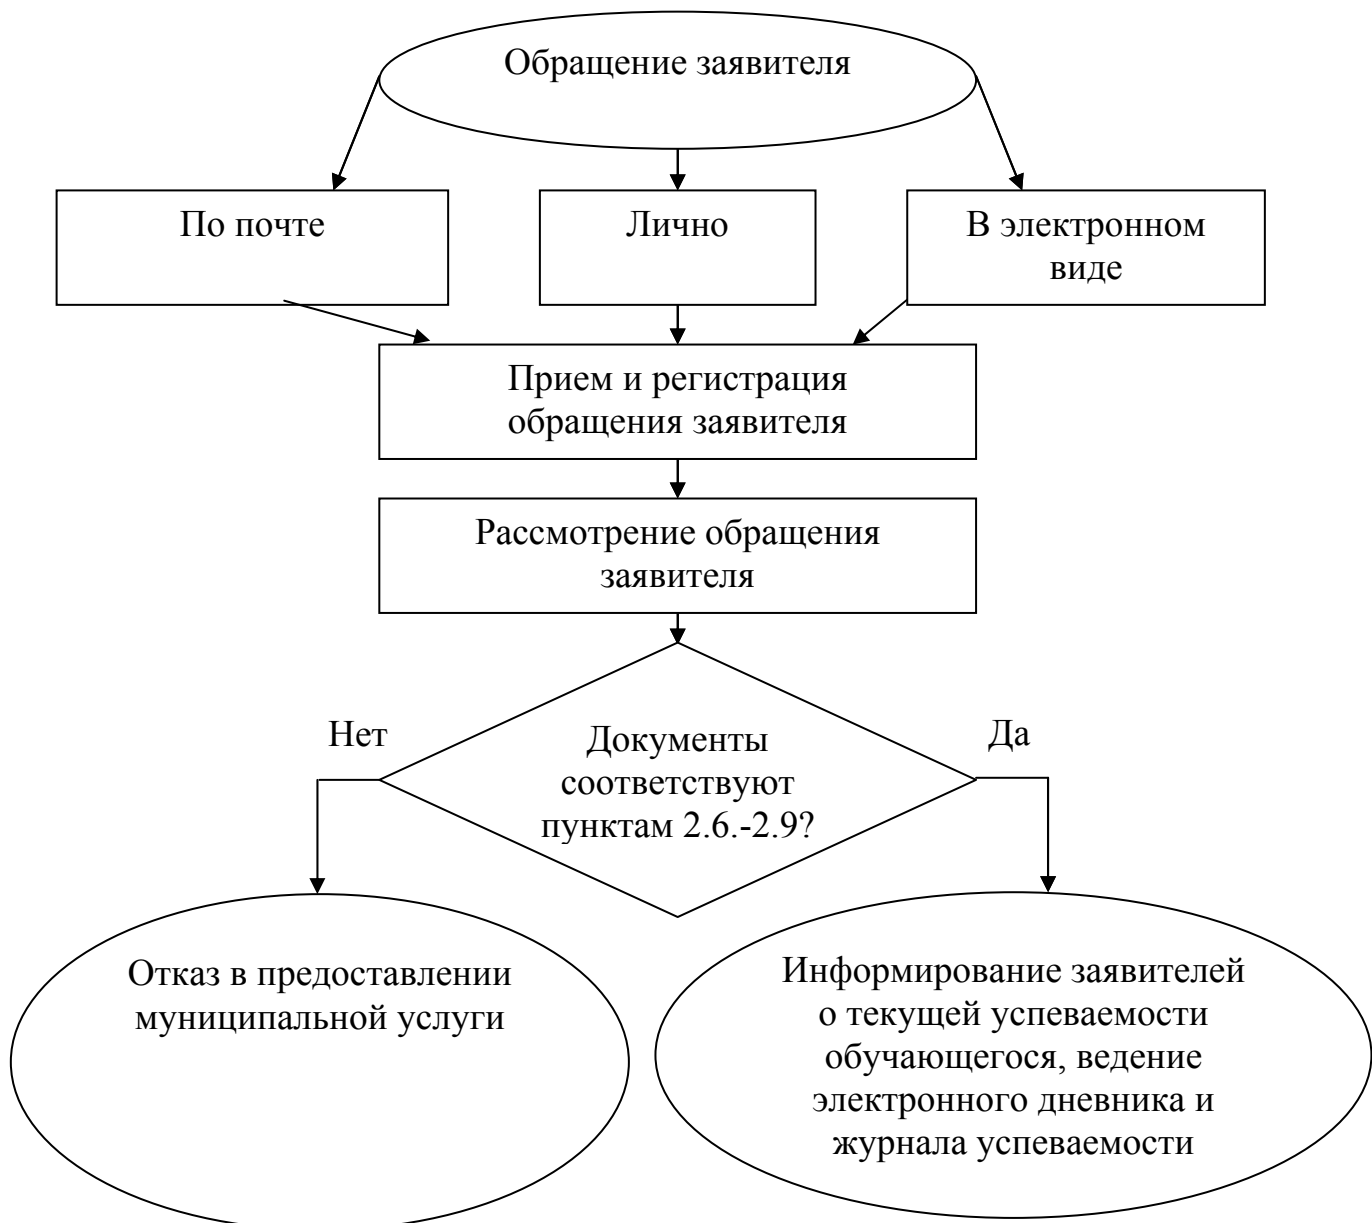 Обращение заявителя
По почте
Лично
В электронном
виде
Прием и регистрация
обращения заявителя
Рассмотрение обращения
заявителя
Нет
Да
Документы
соответствуют
пунктам 2.6.-2.9?
Отказ в предоставлении
муниципальной услуги
Информирование заявителей
о текущей успеваемости
обучающегося, ведение
электронного дневника и
журнала успеваемости